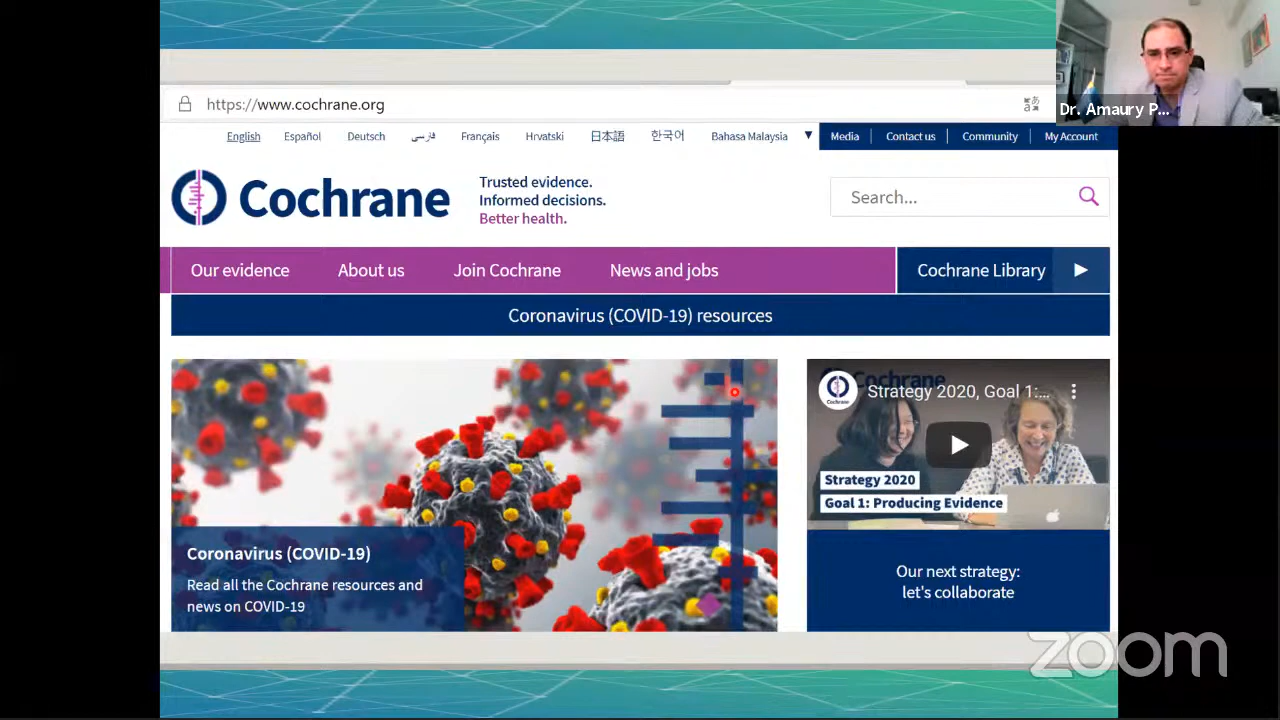 Dr. Amaury P...
https://www.cochrane.org
English Español Deutsch فارسی Français Hrvatski 日本語 한국어 Bahasa Malaysia ▼ Media Contact us Community My Account
Cochrane
Trusted evidence.
Informed decisions.
Better health.
Search...
Our evidence About us Join Cochrane News and jobs Cochrane Library
Coronavirus (COVID-19) resources
Coronavirus (COVID-19)
Read all the Cochrane resources and
news on COVID-19
Cochrane
Strategy 2020, Goal 1:...
Strategy 2020
Goal 1: Producing Evidence
Our next strategy:
let's collaborate
zoom